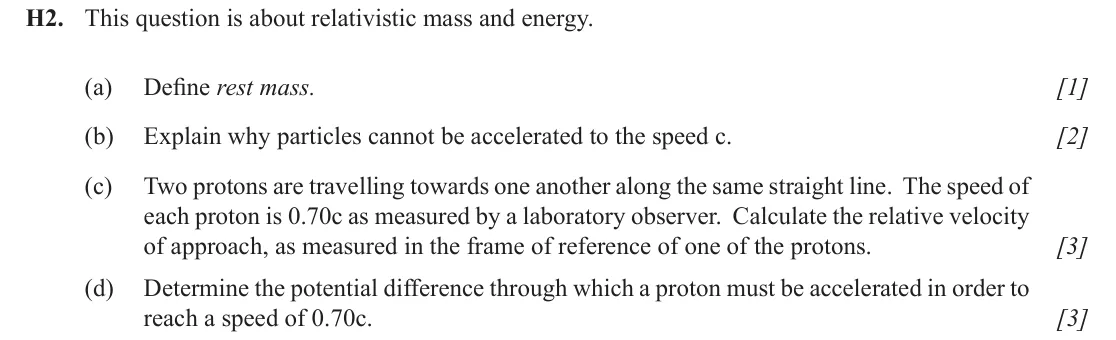 H2. This question is about relativistic mass and energy.
(a) Define rest mass. [1]
(b) Explain why particles cannot be accelerated to the speed c. [2]
(c) Two protons are travelling towards one another along the same straight line. The speed of
each proton is 0.70c as measured by a laboratory observer. Calculate the relative velocity
of approach, as measured in the frame of reference of one of the protons. [3]
(d) Determine the potential difference through which a proton must be accelerated in order to
reach a speed of 0.70c. [3]